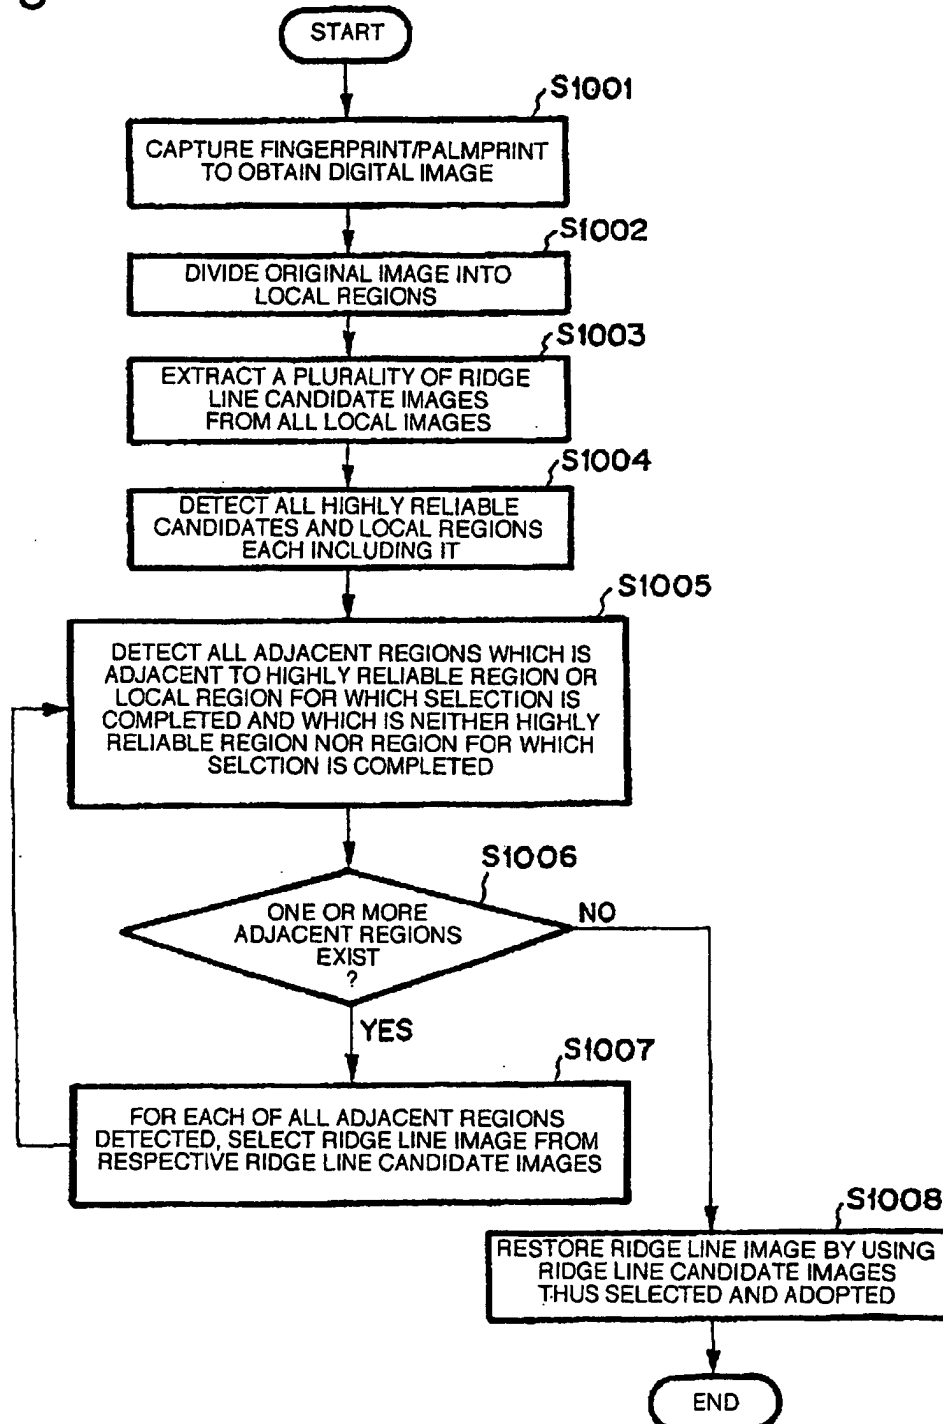 START
S1001
CAPTURE FINGERPRINT/PALMPRINT
TO OBTAIN DIGITAL IMAGE
S1002
DIVIDE ORIGINAL IMAGE INTO
LOCAL REGIONS
S1003
EXTRACT A PLURALITY OF RIDGE
LINE CANDIDATE IMAGES
FROM ALL LOCAL IMAGES
S1004
DETECT ALL HIGHLY RELIABLE
CANDIDATES AND LOCAL REGIONS
EACH INCLUDING IT
S1005
DETECT ALL ADJACENT REGIONS WHICH IS
ADJACENT TO HIGHLY RELIABLE REGION OR
LOCAL REGION FOR WHICH SELECTION IS
COMPLETED AND WHICH IS NEITHER HIGHLY
RELIABLE REGION NOR REGION FOR WHICH
SELCTION IS COMPLETED
S1006
ONE OR MORE
ADJACENT REGIONS
EXIST
?
NO
YES
S1007
FOR EACH OF ALL ADJACENT REGIONS
DETECTED, SELECT RIDGE LINE IMAGE FROM
RESPECTIVE RIDGE LINE CANDIDATE IMAGES
S1008
RESTORE RIDGE LINE IMAGE BY USING
RIDGE LINE CANDIDATE IMAGES
THUS SELECTED AND ADOPTED
END